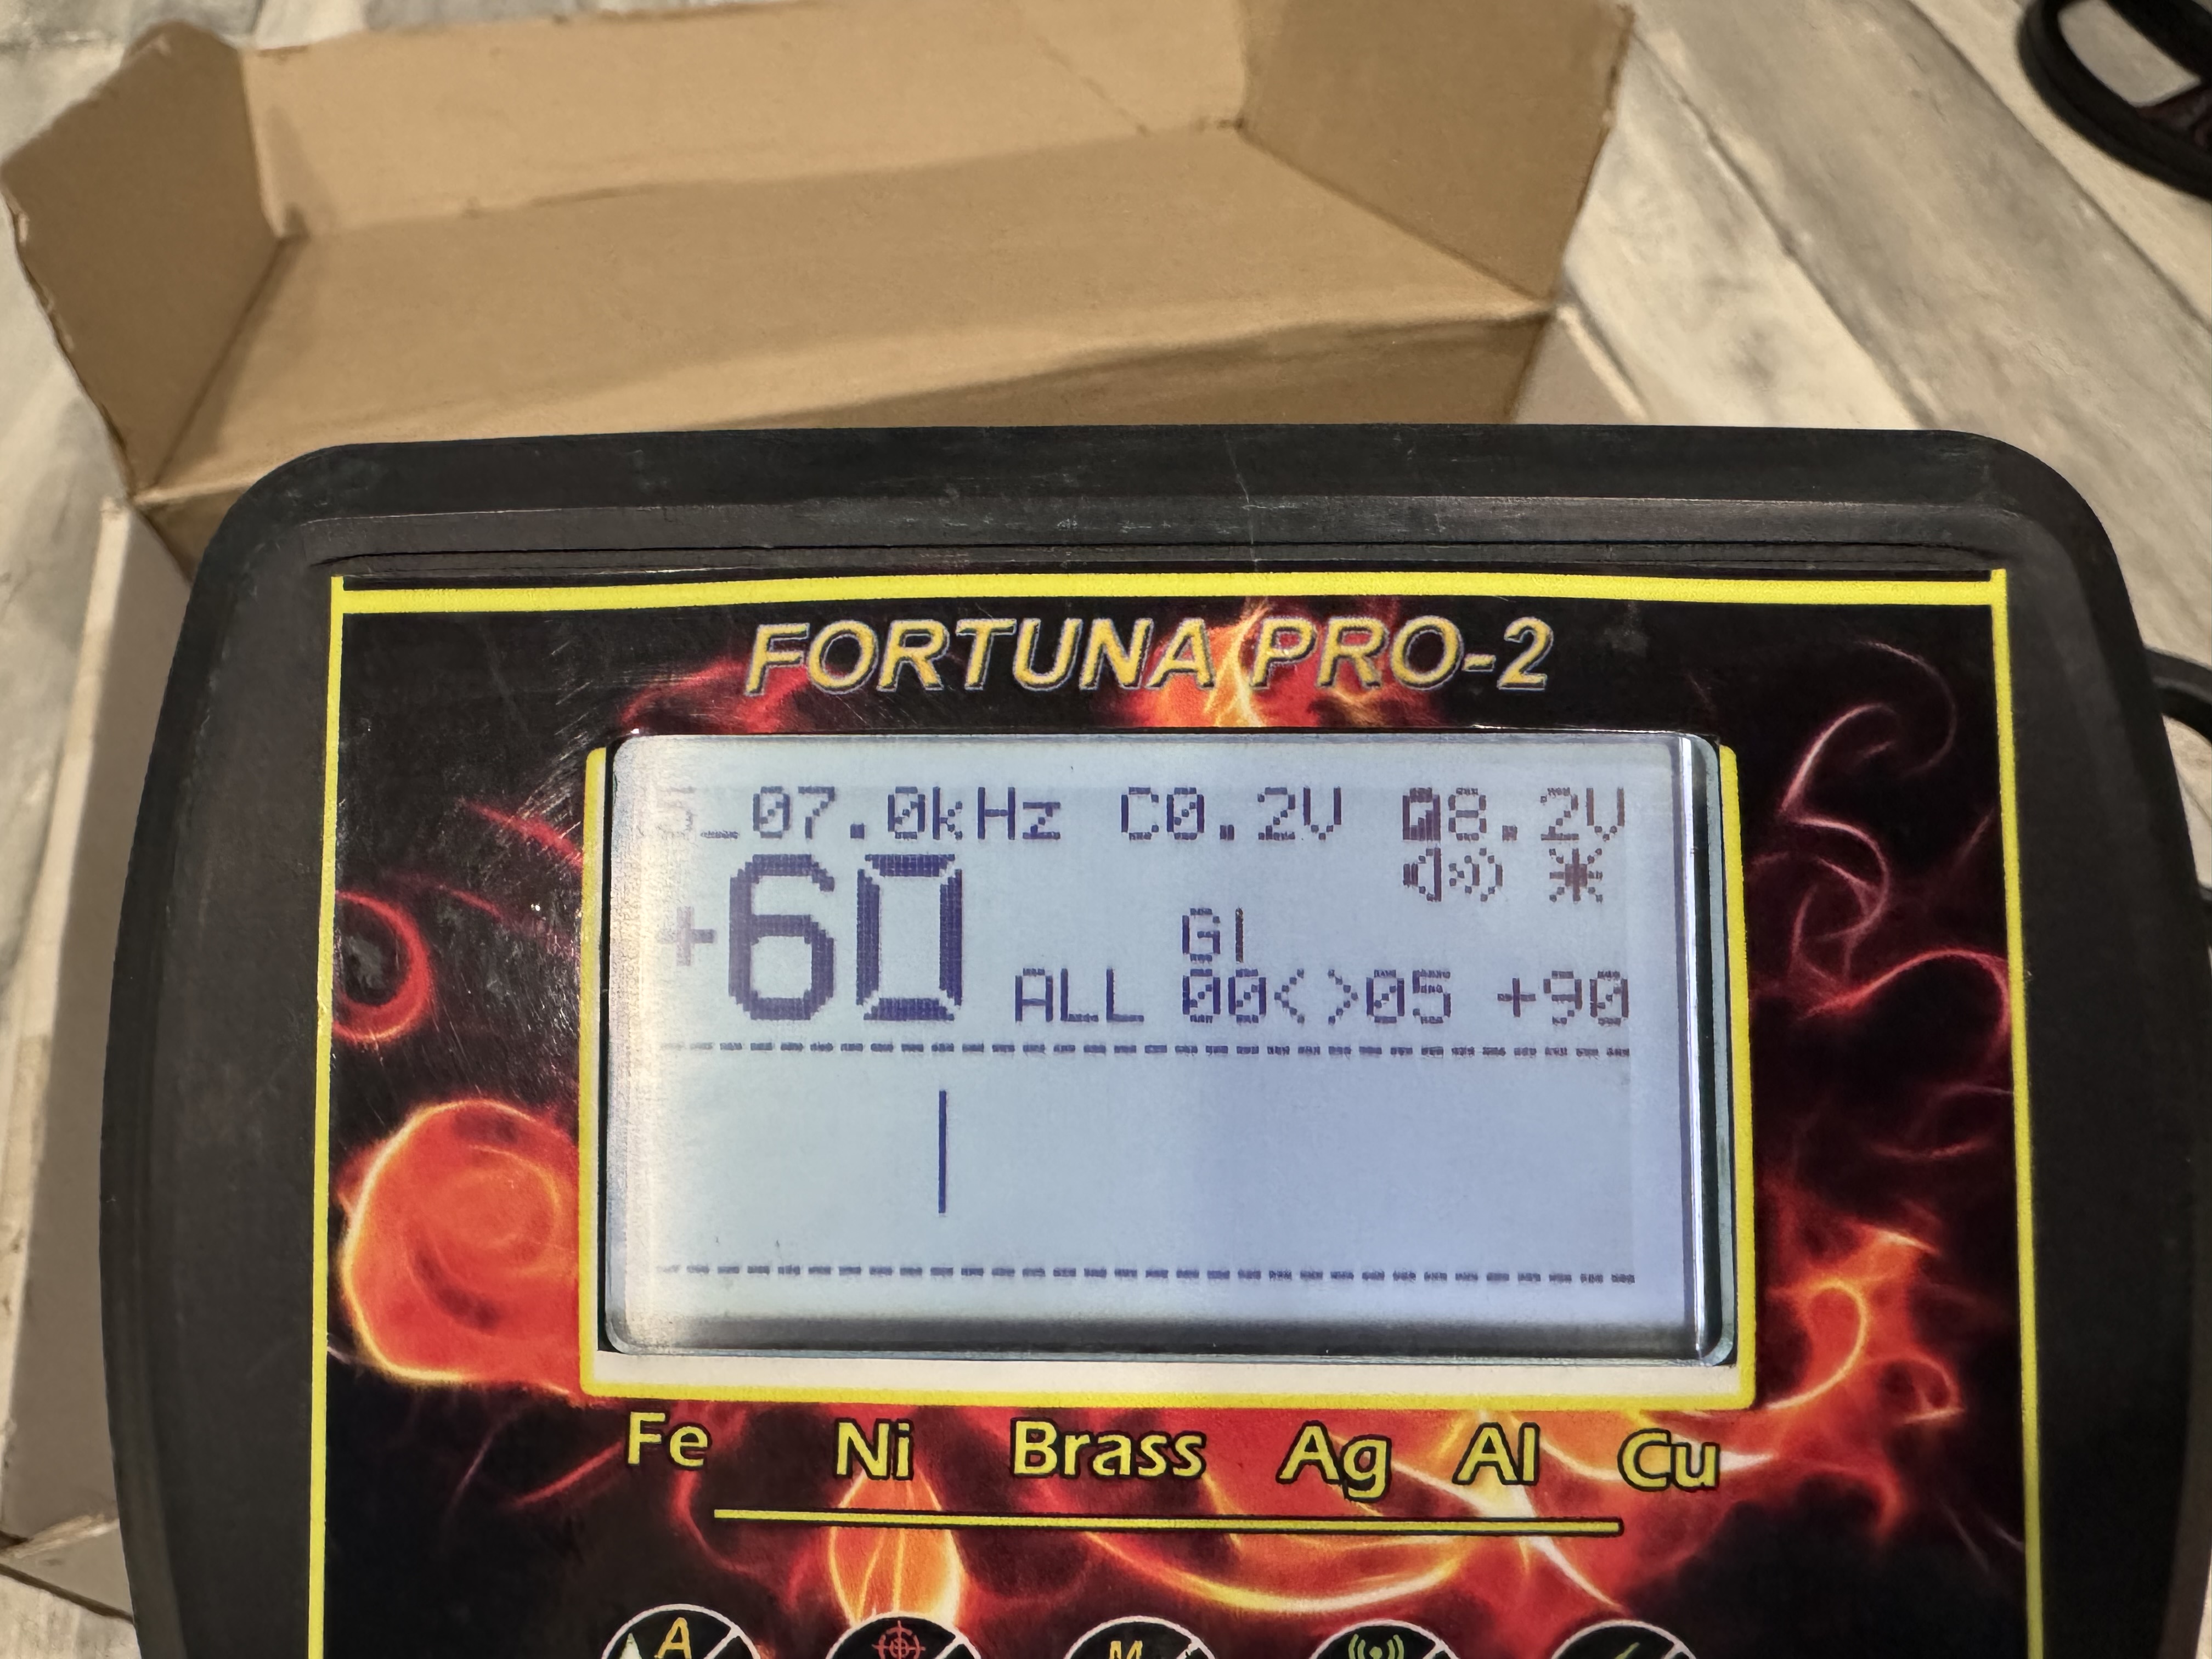 FORTUNA PRO-2
5_07.0kHz C0.2V 8.2V
+60
GI
ALL 00<>05 +90
Fe Ni Brass Ag Al Cu
A M